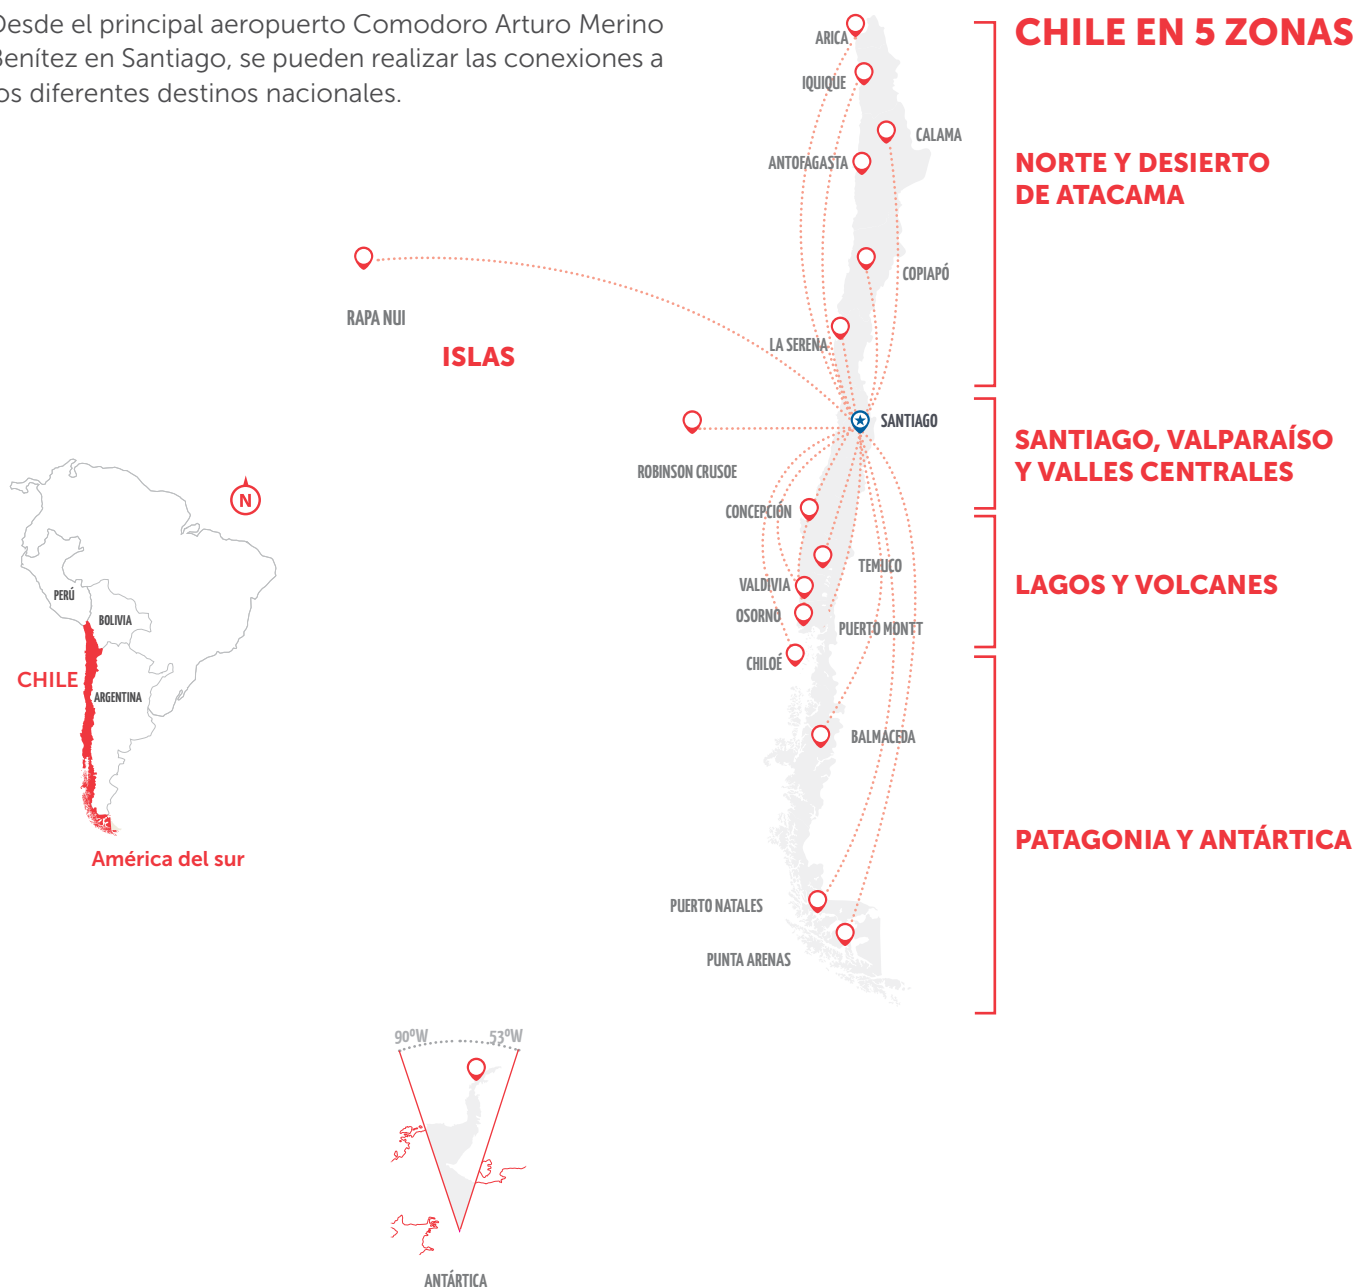 Desde el principal aeropuerto Comodoro Arturo Merino
Benítez en Santiago, se pueden realizar las conexiones a
los diferentes destinos nacionales.
CHILE EN 5 ZONAS
ARICA
IQUIQUE
CALAMA
ANTOFAGASTA
NORTE Y DESIERTO
DE ATACAMA
COPIAPÓ
RAPA NUI
LA SERENA
ISLAS
SANTIAGO
SANTIAGO, VALPARAÍSO
Y VALLES CENTRALES
ROBINSON CRUSOE
N
CONCEPCIÓN
TEMUCO
VALDIVIA
LAGOS Y VOLCANES
OSORNO
PUERTO MONTT
CHILOÉ
PERÚ
BOLIVIA
CHILE
ARGENTINA
BALMACEDA
PATAGONIA Y ANTÁRTICA
América del sur
PUERTO NATALES
PUNTA ARENAS
90ºW
53ºW
ANTÁRTICA